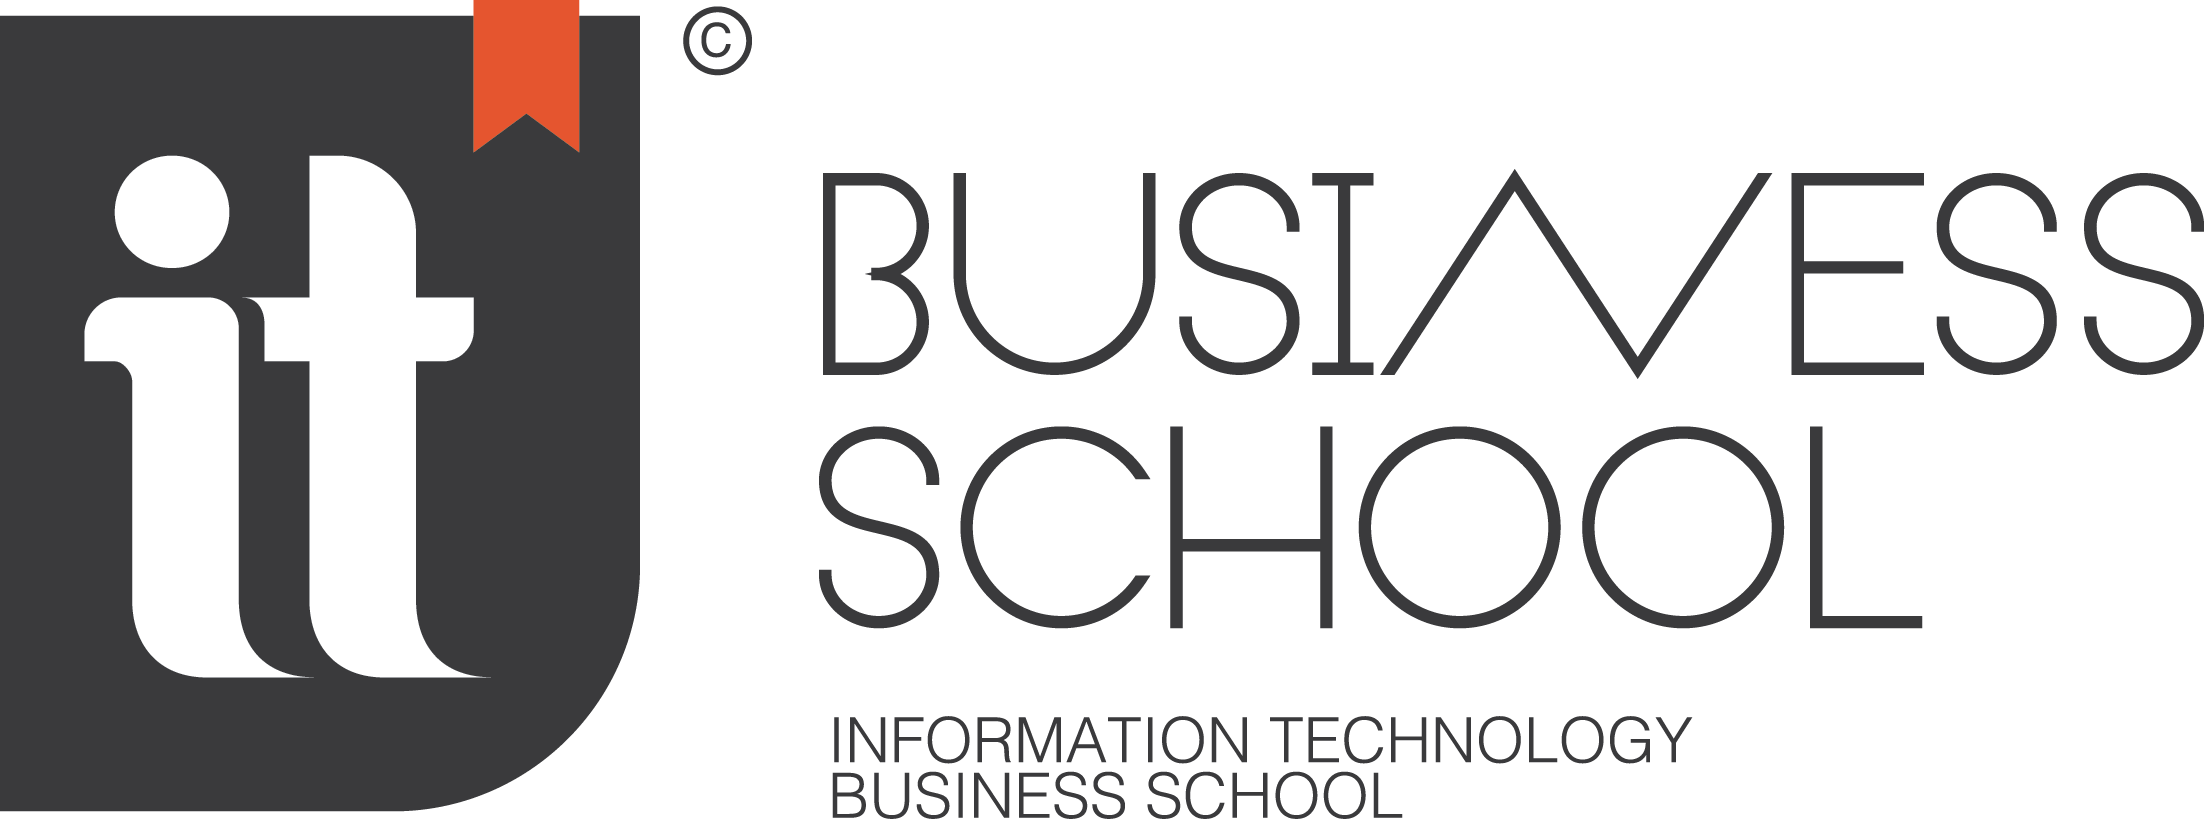 it
©
BUSINESS
SCHOOL
INFORMATION TECHNOLOGY
BUSINESS SCHOOL